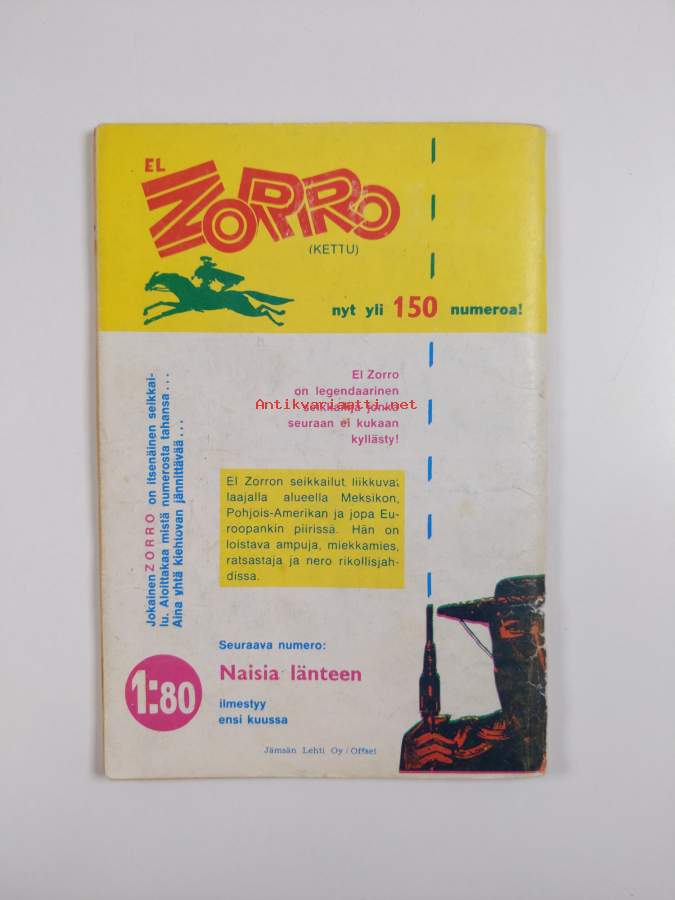 EL
ZORRO
(KETTU)
nyt yli 150 numeroa!
El Zorro
on legendaarinen
seikkailija jonka
seuraan ei kukaan
kyllästy!
Antikvariaatti.net
Jokainen ZORRO on itsenäinen seikkai-
lu. Aloittakaa mistä numerosta tahansa...
Aina yhtä kiehtovan jännittävää...
El Zorron seikkailut liikkuvat
laajalla alueella Meksikon,
Pohjois-Amerikan ja jopa Eu-
roopankin piirissä. Hän on
loistava ampuja, miekkamies,
ratsastaja ja nero rikollisjah-
dissa.
Seuraava numero:
Naisia länteen
ilmestyy
ensi kuussa
1:80
Jämsän Lehti Oy / Offset